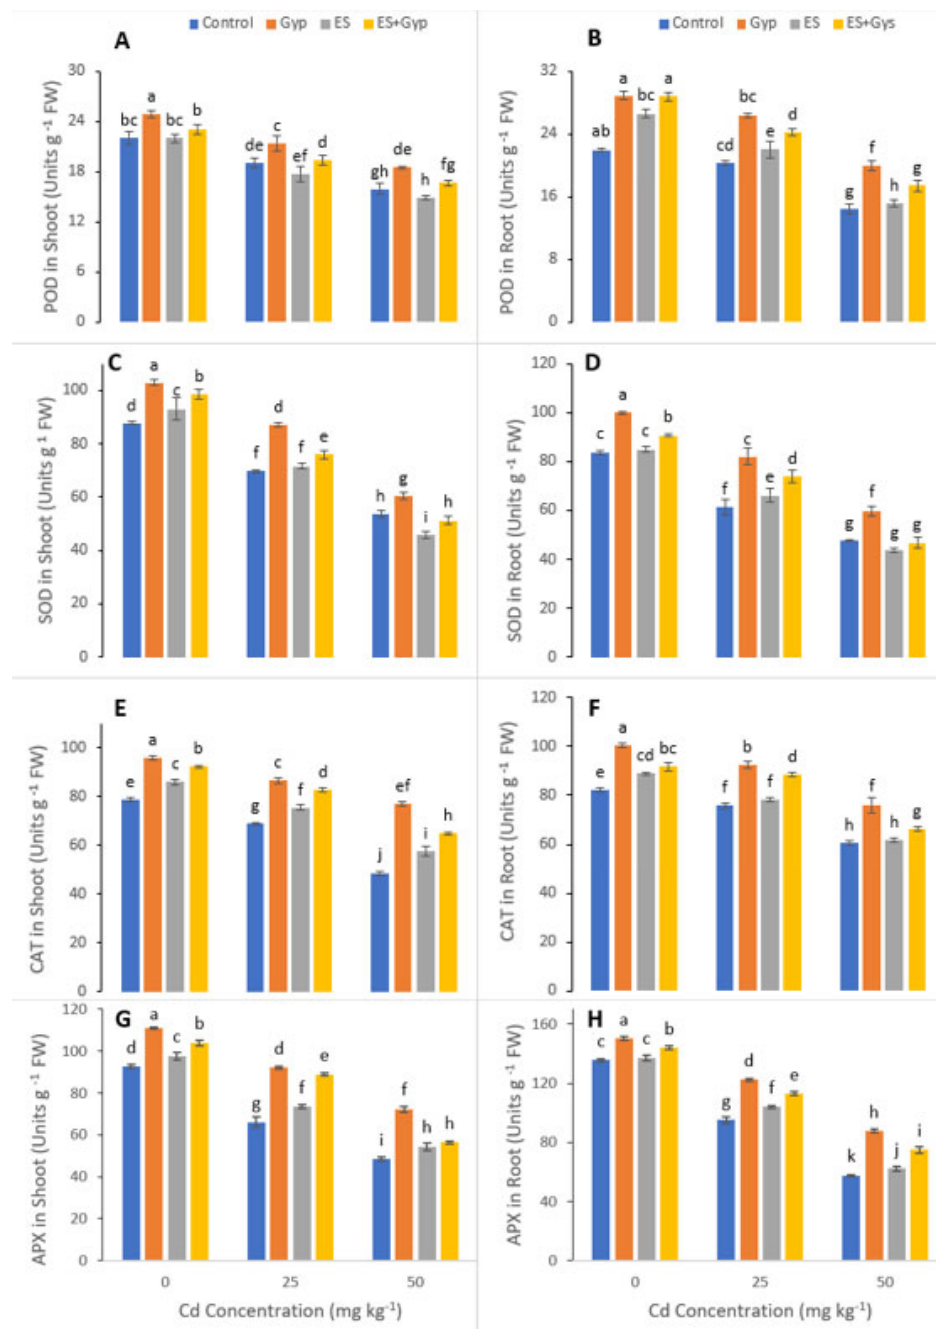 Control Gyp ES ES+Gyp
Control Gyp ES ES+Gys
A
POD in Shoot (Units g -1 FW)
30
24
18
12
6
0
bc a bc b
de c ef d
gh de h fg
B
POD in Root (Units g -1 FW)
32
24
16
8
0
ab a bc a
cd bc e d
g f h g
C
SOD in Shoot (Units g1 FW)
100
80
60
40
20
0
d a c b
f d f e
h g i h
D
SOD in Root (Units g -1 FW)
120
100
80
60
40
20
0
c a c b
f c e d
g f g g
E
CAT in Shoot (Units g -1 FW)
100
80
60
40
20
0
e a c b
g c f d
j ef i h
F
CAT in Root (Units g -1 FW)
120
100
80
60
40
20
0
e a cd bc
f b f d
h f h g
G
APX in Shoot (Units g -1 FW)
120
100
80
60
40
20
0
d a c b
g d f e
i f h h
H
APX in Root (Units g -1 FW)
160
120
80
40
0
c a c b
g d f e
k h j i
0 25 50
Cd Concentration (mg kg-1)
0 25 50
Cd Concentration (mg kg-1)